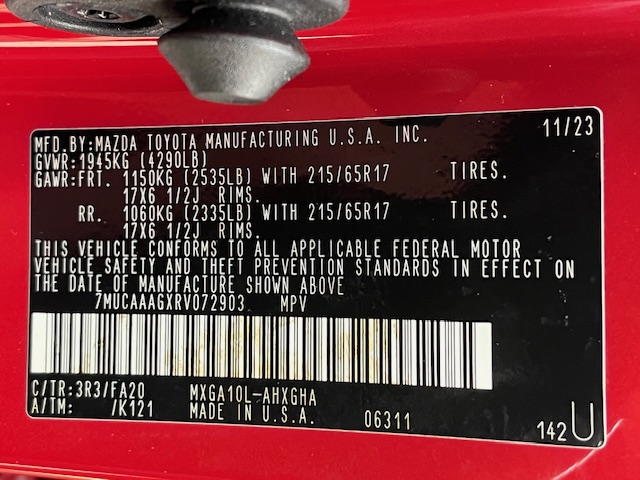 MFD.BY:MAZDA TOYOTA MANUFACTURING U.S.A. INC. 11/23
GVWR:1945KG (4290LB)
GAWR:FRT. 1150KG (2535LB) WITH 215/65R17 TIRES.
17X6 1/2J RIMS.
RR. 1060KG (2335LB) WITH 215/65R17 TIRES.
17X6 1/2J RIMS.
THIS VEHICLE CONFORMS TO ALL APPLICABLE FEDERAL MOTOR
VEHICLE SAFETY AND THEFT PREVENTION STANDARDS IN EFFECT ON
THE DATE OF MANUFACTURE SHOWN ABOVE
7MUCAAAGXRV072903 MPV
C/TR:3R3/FA20 MXGA10L-AHXGHA
A/TM: /K121 MADE IN U.S.A. 06311 142U